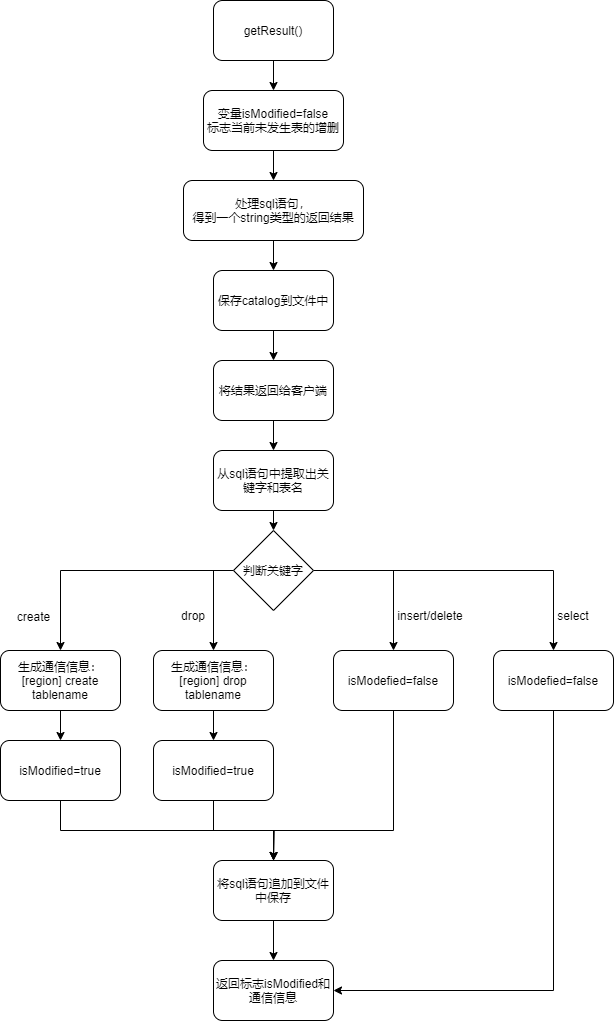 getResult()
变量isModified=false
标志当前未发生表的增删
处理sql语句，
得到一个string类型的返回结果
保存catalog到文件中
将结果返回给客户端
从sql语句中提取出关
键字和表名
判断关键字
create
drop
insert/delete
select
生成通信信息：
[region] create
tablename
生成通信信息：
[region] drop
tablename
isModefied=false
isModefied=false
isModified=true
isModified=true
将sql语句追加到文件
中保存
返回标志isModified和
通信信息